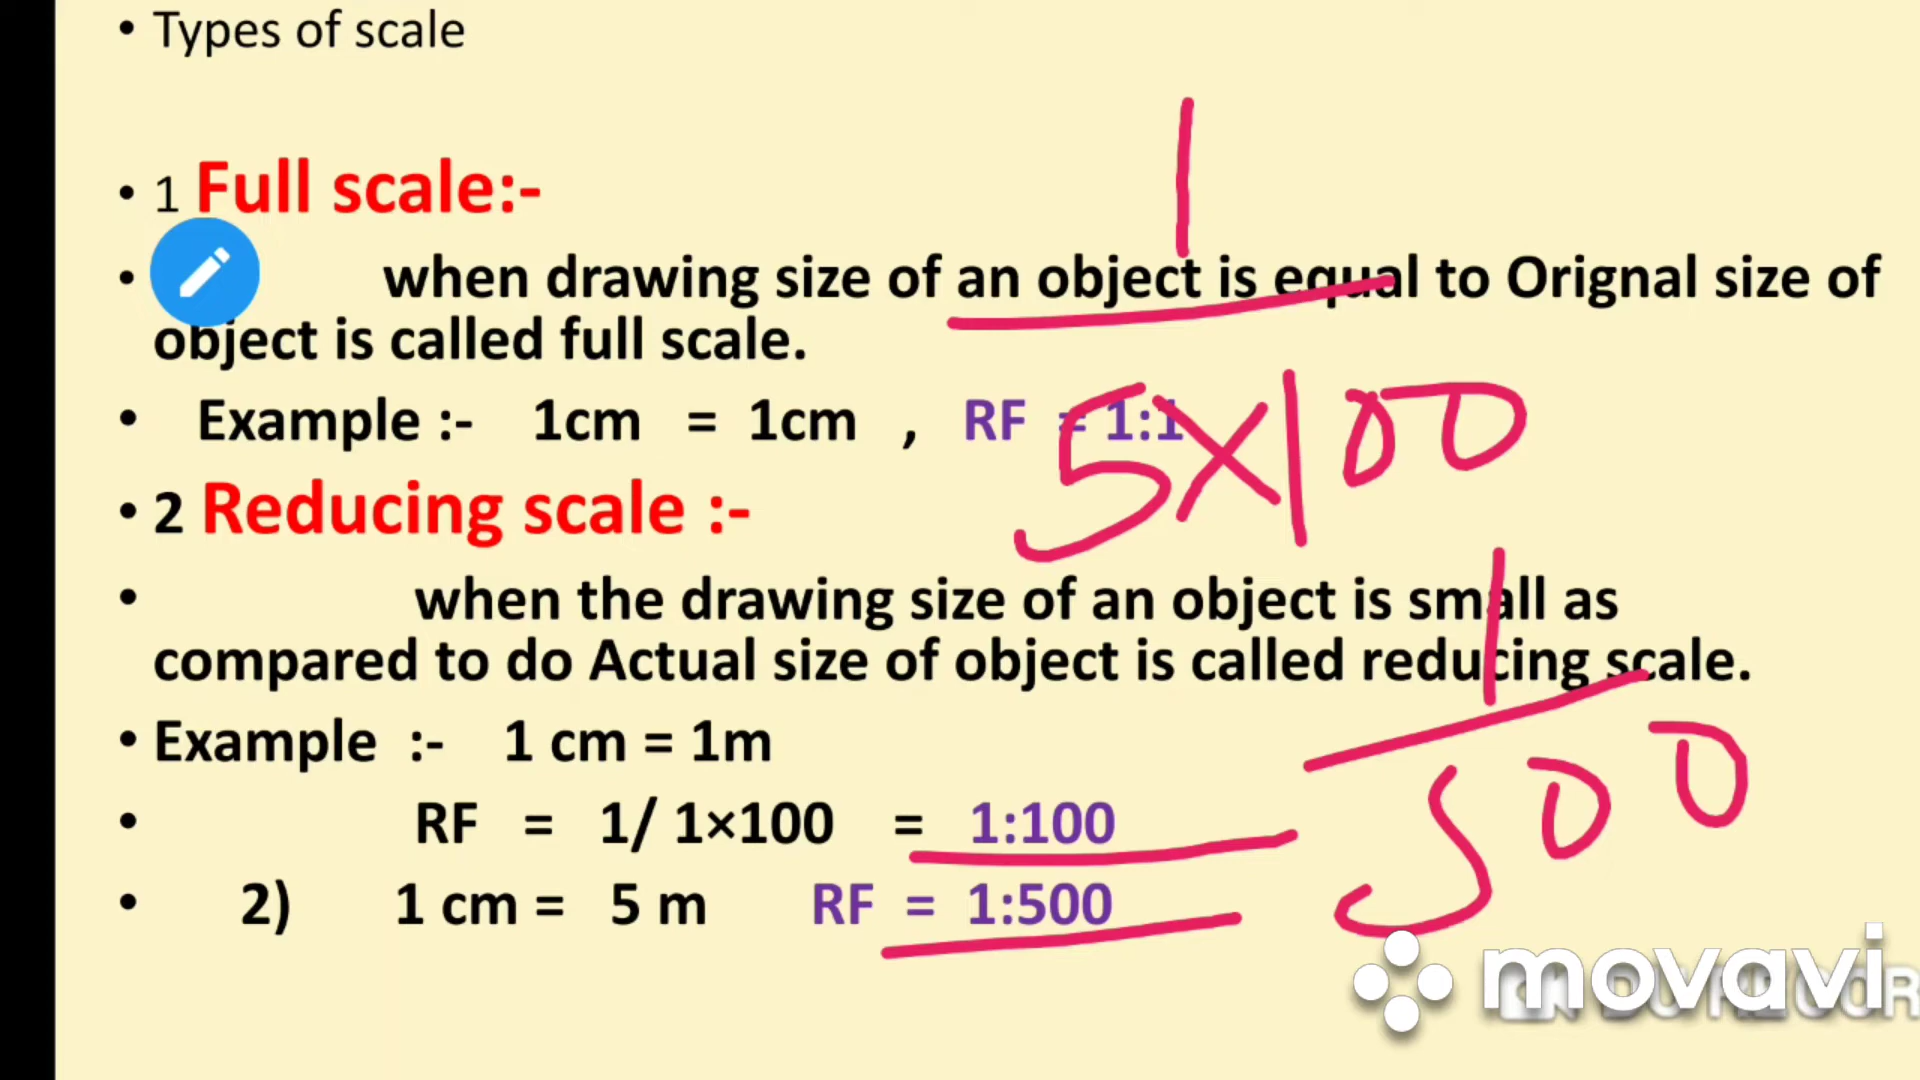 • Types of scale
• 1 Full scale:-
• when drawing size of an object is equal to Orignal size of
object is called full scale.
• Example :- 1cm = 1cm , RF = 1:1
• 2 Reducing scale :-
• when the drawing size of an object is small as
compared to do Actual size of object is called reducing scale.
• Example :- 1 cm = 1m
• RF = 1/ 1×100 = 1:100
• 2) 1 cm = 5 m RF = 1:500
1
5×100
1
500
movavi